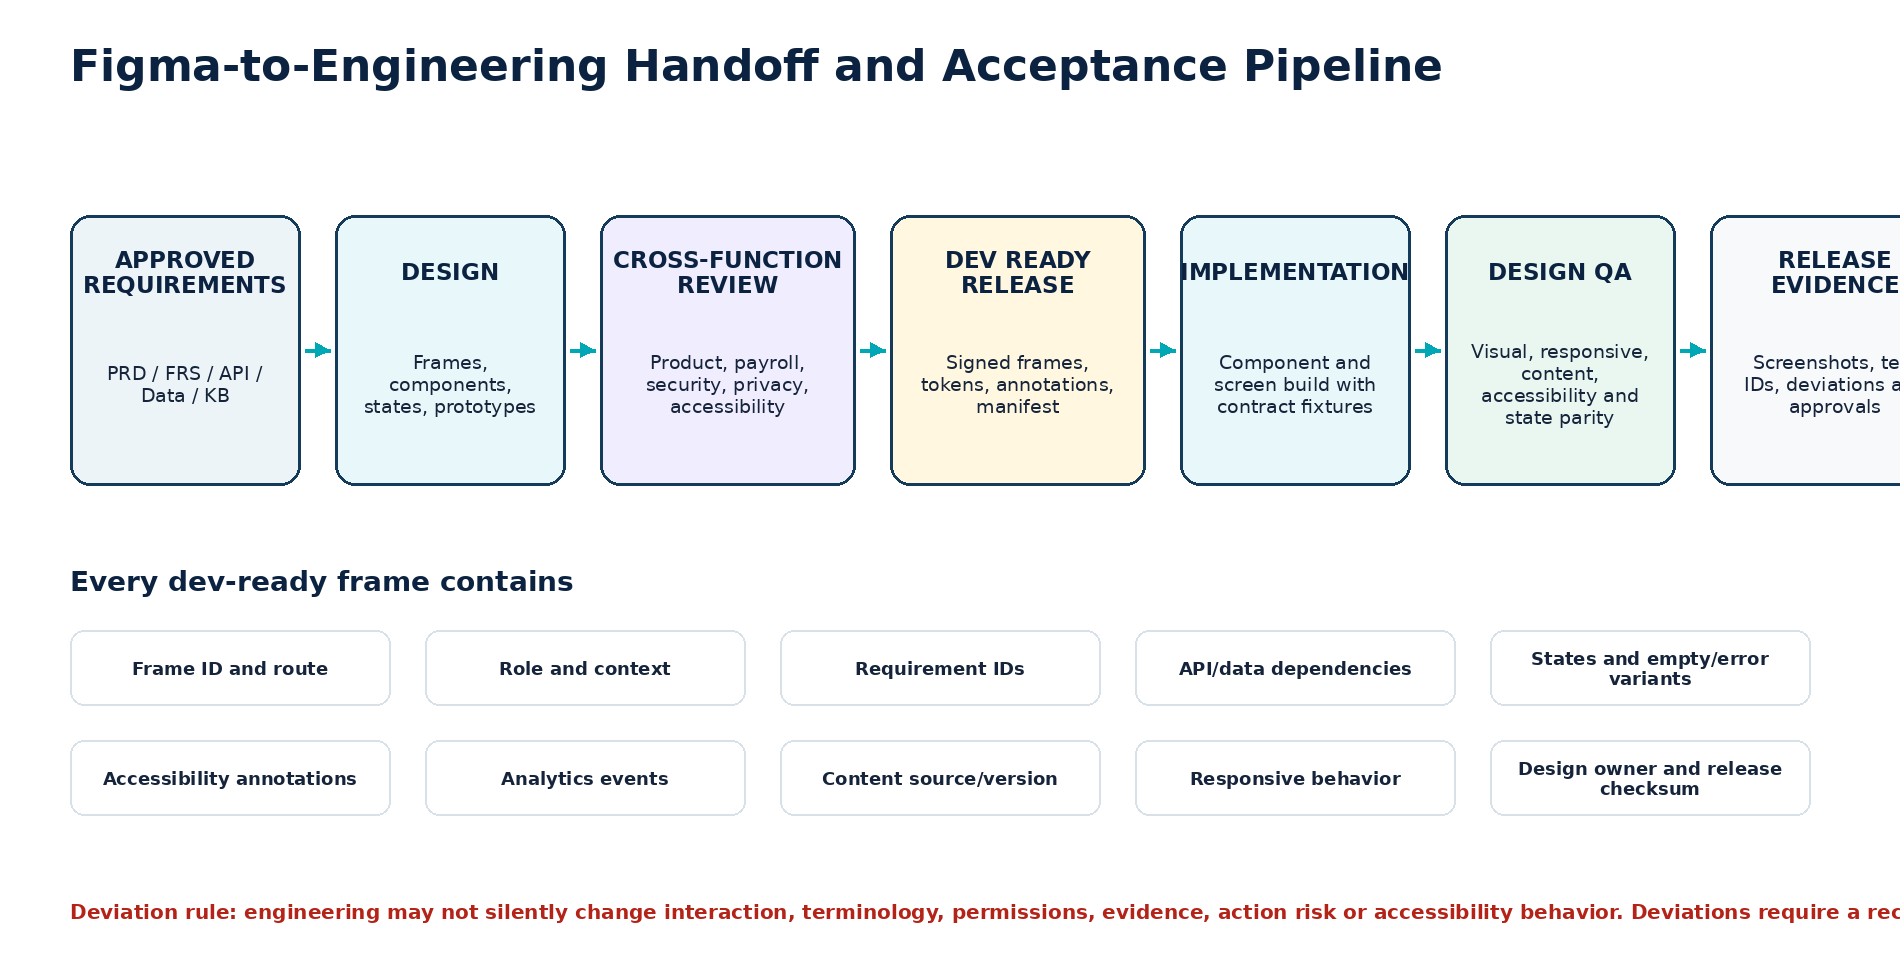 Figma-to-Engineering Handoff and Acceptance Pipeline
APPROVED
REQUIREMENTS
PRD / FRS / API /
Data / KB
DESIGN
Frames,
components,
states, prototypes
CROSS-FUNCTION
REVIEW
Product, payroll,
security, privacy,
accessibility
DEV READY
RELEASE
Signed frames,
tokens, annotations,
manifest
IMPLEMENTATION
Component and
screen build with
contract fixtures
DESIGN QA
Visual, responsive,
content,
accessibility and
state parity
RELEASE
EVIDENCE
Screenshots,
IDs, deviations
approvals
Every dev-ready frame contains
Frame ID and route
Role and context
Requirement IDs
API/data dependencies
States and empty/error
variants
Accessibility annotations
Analytics events
Content source/version
Responsive behavior
Design owner and release
checksum
Deviation rule: engineering may not silently change interaction, terminology, permissions, evidence, action risk or accessibility behavior. Deviations require a